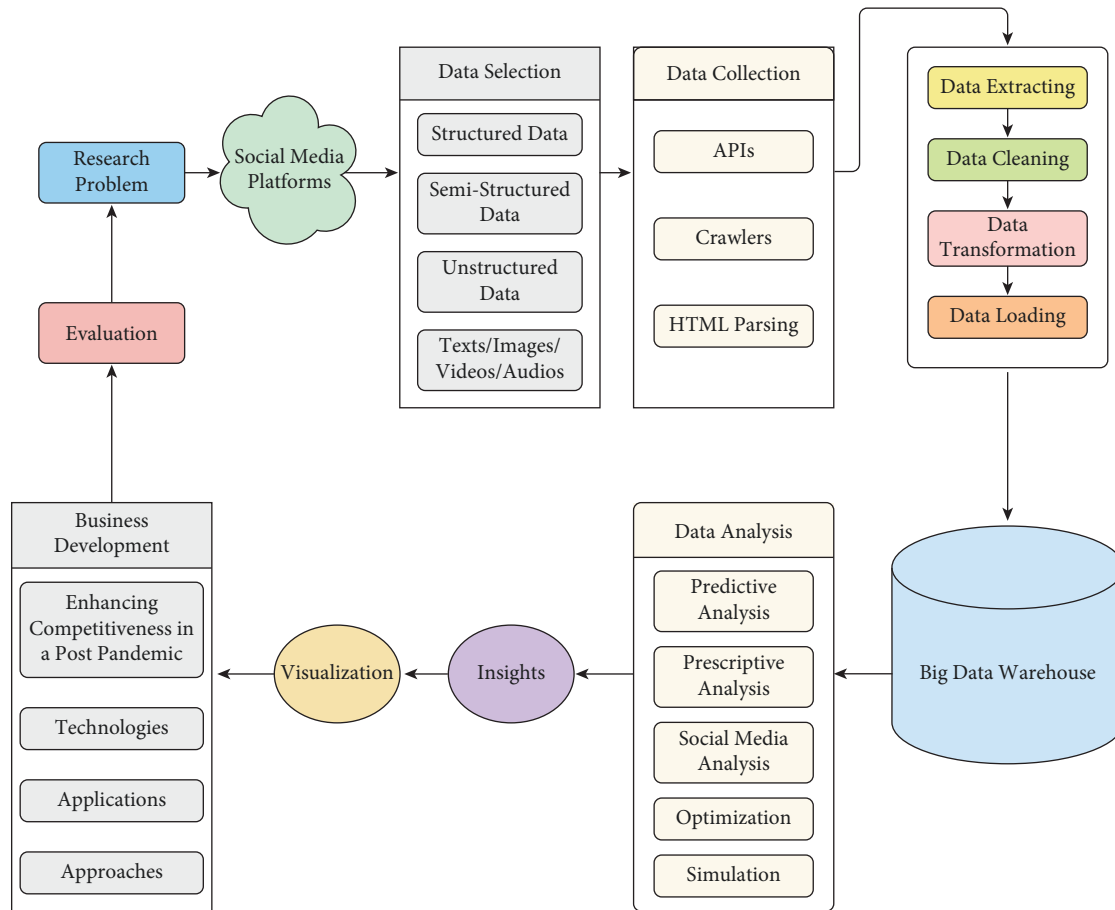 Research
Problem
Evaluation
Social Media
Platforms
Data Selection
Structured Data
Semi-Structured
Data
Unstructured
Data
Texts/Images/
Videos/Audios
Data Collection
APIs
Crawlers
HTML Parsing
Data Extracting
Data Cleaning
Data
Transformation
Data Loading
Big Data Warehouse
Data Analysis
Predictive
Analysis
Prescriptive
Analysis
Social Media
Analysis
Optimization
Simulation
Insights
Visualization
Business
Development
Enhancing
Competitiveness in
a Post Pandemic
Technologies
Applications
Approaches